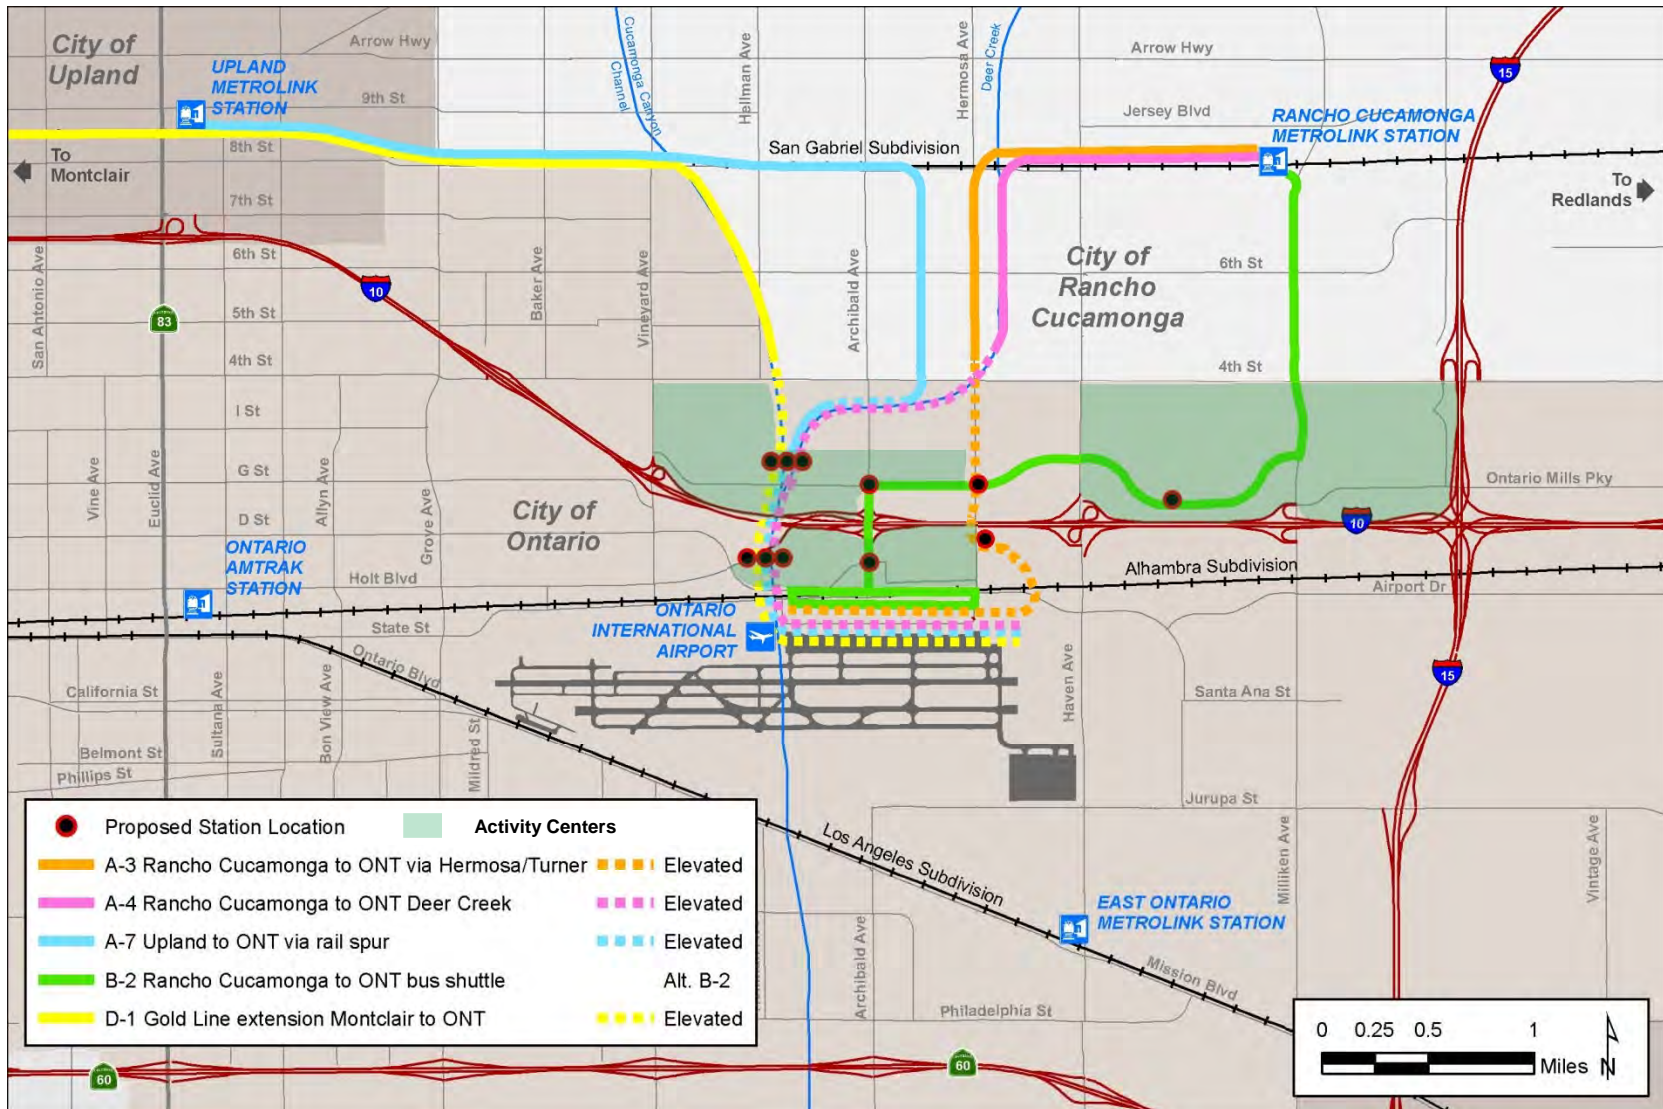 City of
Upland
Arrow Hwy
UPLAND
METROLINK
STATION
9th St
8th St
To
Montclair
7th St
6th St
5th St
4th St
I St
G St
D St
10
83
San Antonio Ave
Vine Ave
Euclid Ave
Allyn Ave
Grove Ave
Baker Ave
Vineyard Ave
Cucamonga Canyon
Channel
Hellman Ave
San Gabriel Subdivision
Archibald Ave
Hermosa Ave
Deer Creek
Arrow Hwy
Jersey Blvd
15
RANCHO CUCAMONGA
METROLINK STATION
To
Redlands
City of
Rancho
Cucamonga
6th St
4th St
Ontario Mills Pky
10
City of
Ontario
ONTARIO
AMTRAK
STATION
Holt Blvd
State St
Ontario Blvd
ONTARIO
INTERNATIONAL
AIRPORT
Alhambra Subdivision
Airport Dr
15
California St
Sultana Ave
Bon View Ave
Belmont St
Phillips St
Mildred St
Haven Ave
Santa Ana St
Jurupa St
Milliken Ave
Vintage Ave
Los Angeles Subdivision
EAST ONTARIO
METROLINK STATION
Mission Blvd
Archibald Ave
Philadelphia St
60
60
Proposed Station Location
Activity Centers
A-3 Rancho Cucamonga to ONT via Hermosa/Turner
Elevated
A-4 Rancho Cucamonga to ONT Deer Creek
Elevated
A-7 Upland to ONT via rail spur
Elevated
B-2 Rancho Cucamonga to ONT bus shuttle
Alt. B-2
D-1 Gold Line extension Montclair to ONT
Elevated
0 0.25 0.5 1
Miles
N